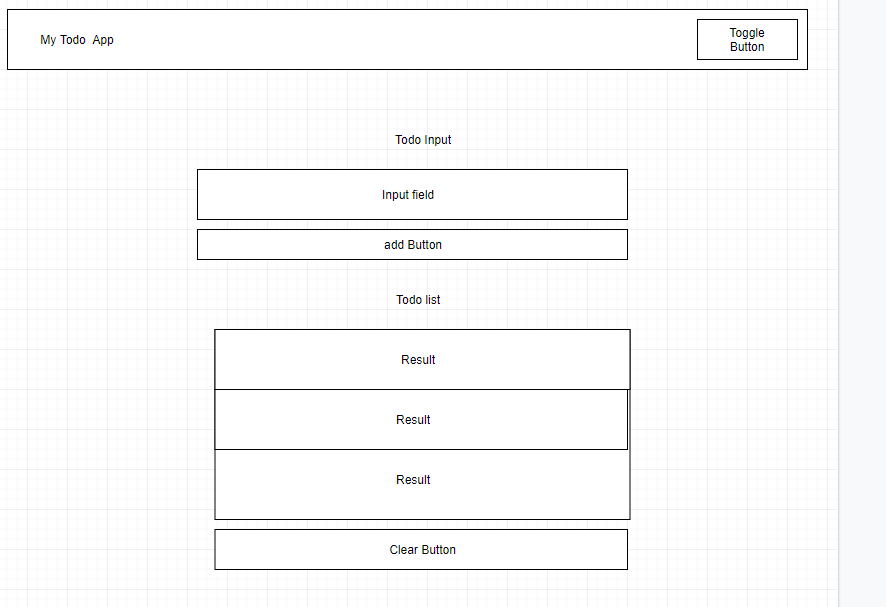 My Todo  App
Toggle
Button
Todo Input
Input field
add Button
Todo list
Result
Result
Result
Clear Button